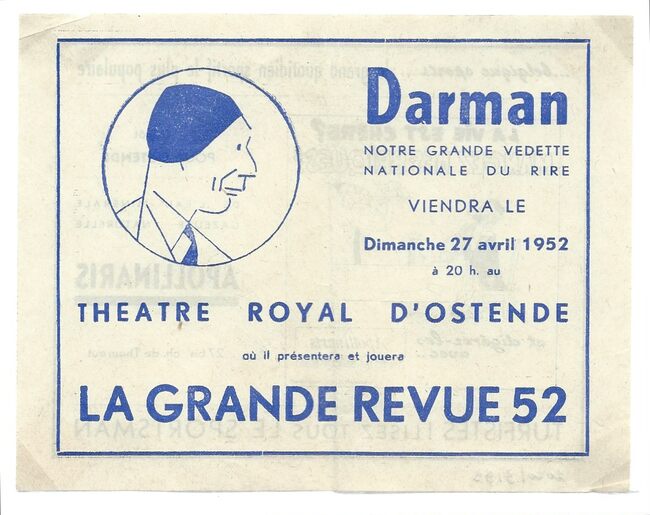 Darman
NOTRE GRANDE VEDETTE
NATIONALE DU RIRE
VIENDRA LE
Dimanche 27 avril 1952
à 20 h. au
THEATRE ROYAL D'OSTENDE
où il présentera et jouera
LA GRANDE REVUE 52